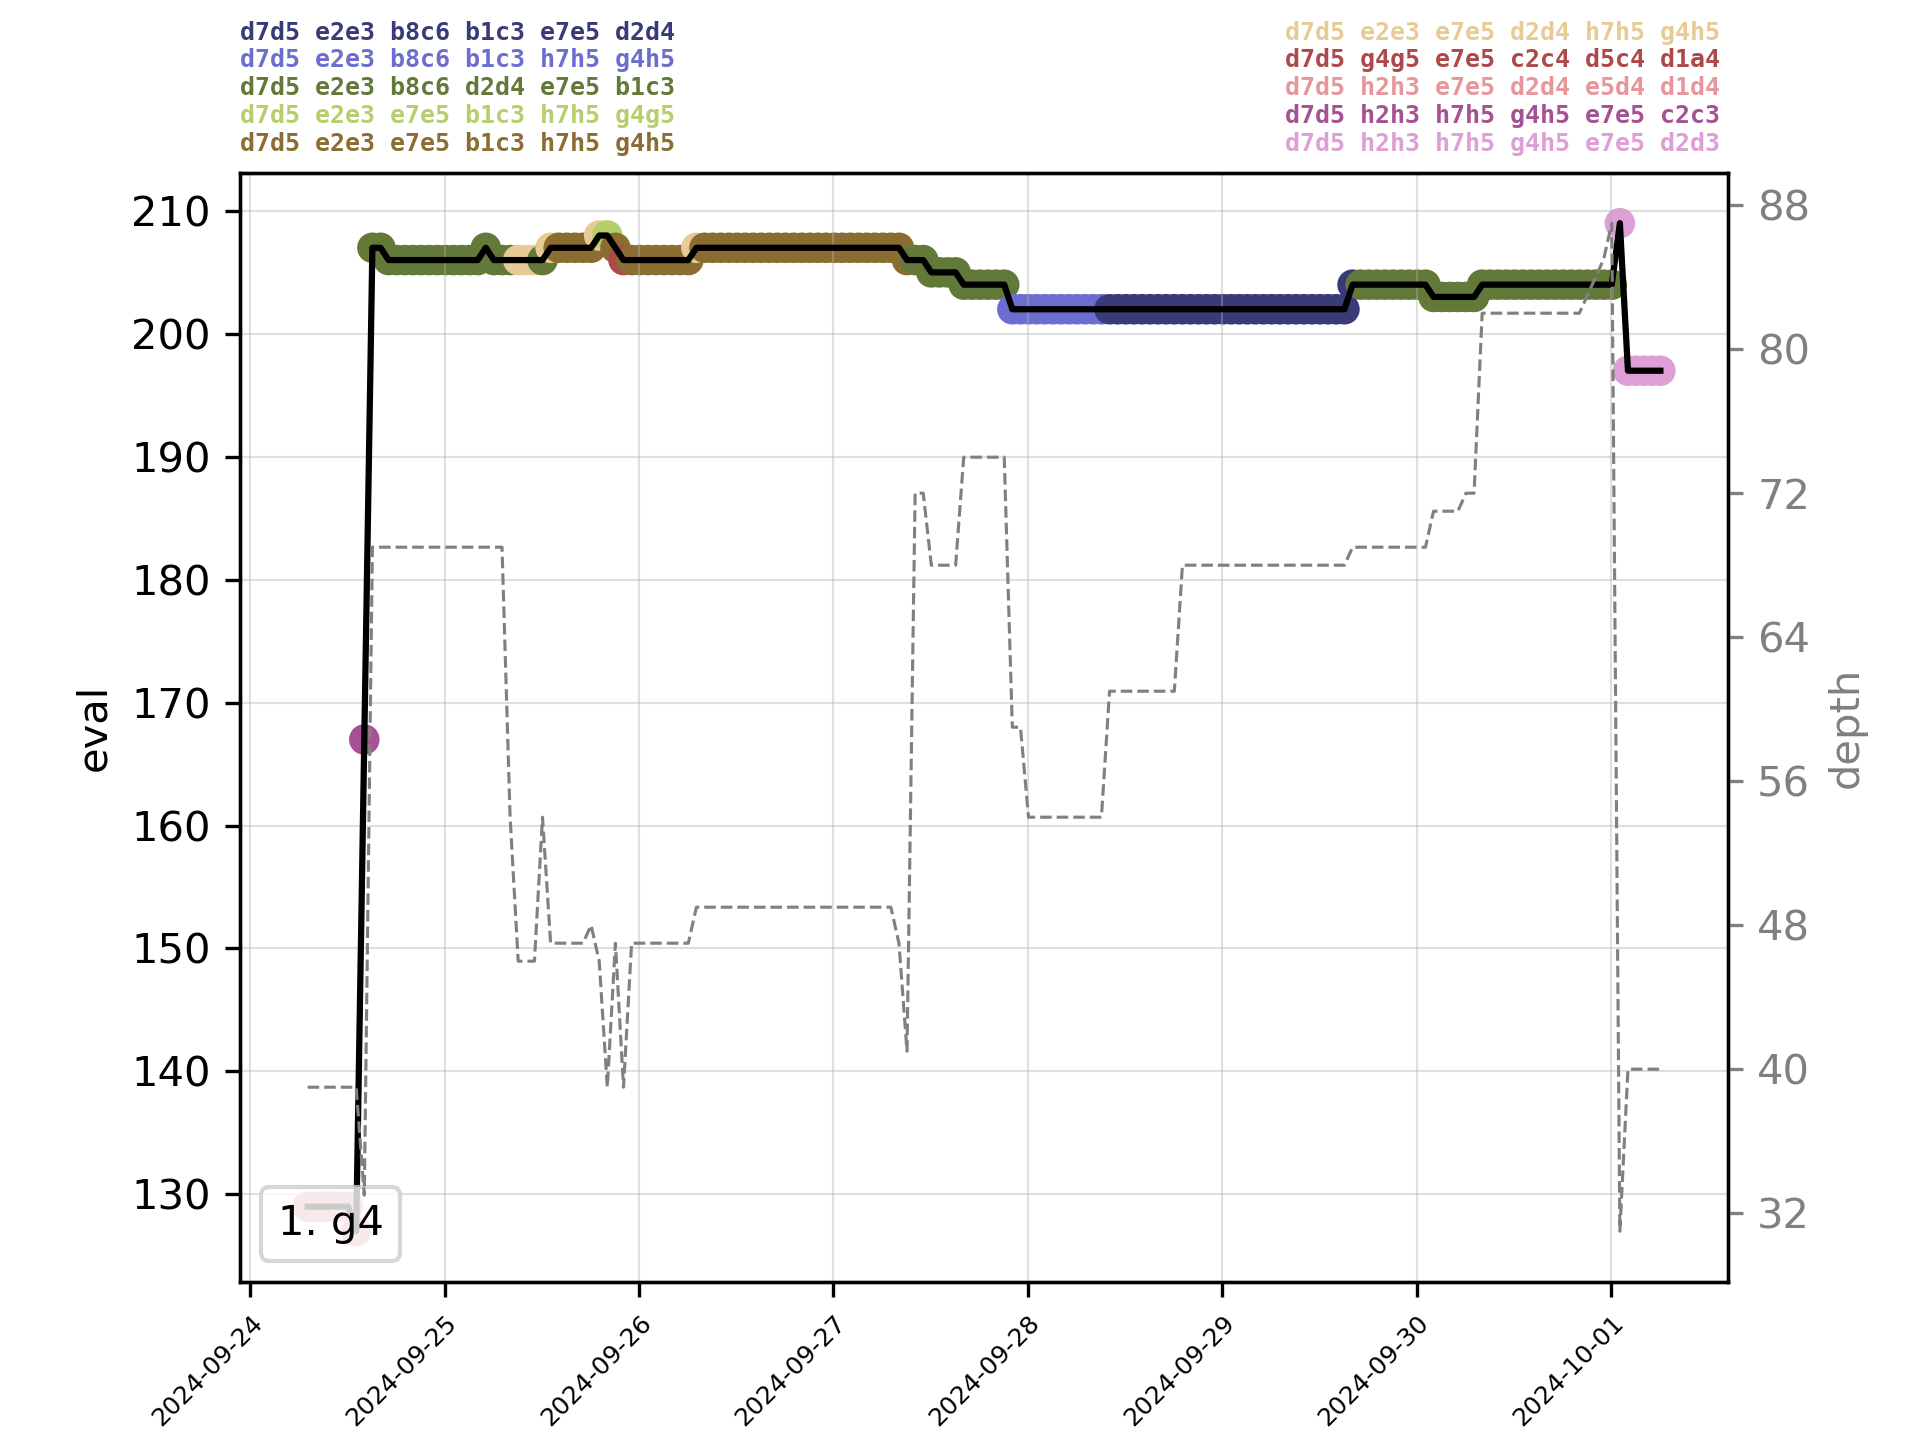 d7d5 e2e3 b8c6 b1c3 e7e5 d2d4
d7d5 e2e3 b8c6 b1c3 h7h5 g4h5
d7d5 e2e3 b8c6 d2d4 e7e5 b1c3
d7d5 e2e3 e7e5 b1c3 h7h5 g4g5
d7d5 e2e3 e7e5 b1c3 h7h5 g4h5
d7d5 e2e3 e7e5 d2d4 h7h5 g4h5
d7d5 g4g5 e7e5 c2c4 d5c4 d1a4
d7d5 h2h3 e7e5 d2d4 e5d4 d1d4
d7d5 h2h3 h7h5 g4h5 e7e5 c2c3
d7d5 h2h3 h7h5 g4h5 e7e5 d2d3
210
200
190
180
170
160
150
140
130
eval
88
80
72
64
56
48
40
32
depth
1. g4
2024-09-24
2024-09-25
2024-09-26
2024-09-27
2024-09-28
2024-09-29
2024-09-30
2024-10-01